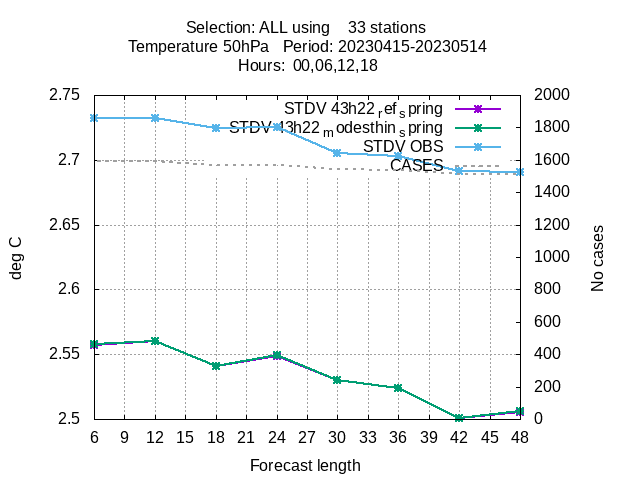 Selection: ALL using 33 stations
Temperature 50hPa Period: 20230415-20230514
Hours: 00,06,12,18
2.75
2.7
2.65
2.6
2.55
2.5
deg C
STDV 43h22 ref spring
STDV 43h22 modesthin spring
STDV OBS
CASES
2000
1800
1600
1400
1200
1000
800
600
400
200
0
No cases
6 9 12 15 18 21 24 27 30 33 36 39 42 45 48
Forecast length